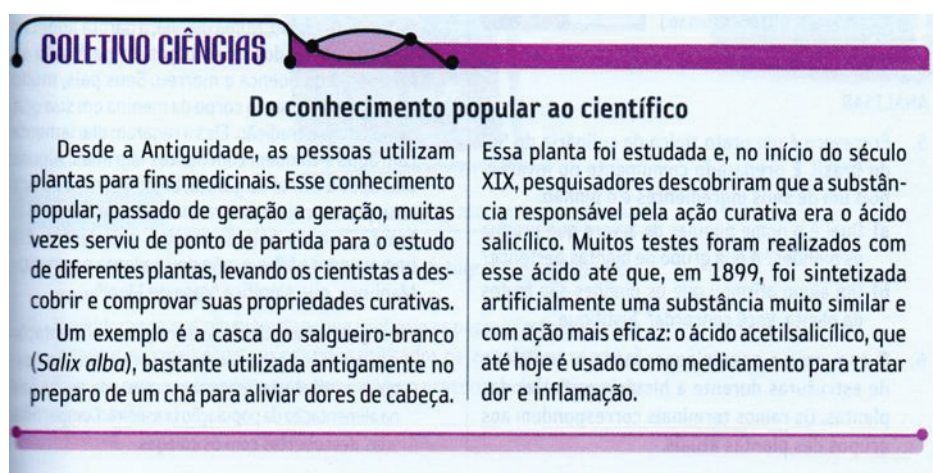 COLETIVO CIÊNCIAS
Do conhecimento popular ao científico
Desde a Antiguidade, as pessoas utilizam
plantas para fins medicinais. Esse conhecimento
popular, passado de geração a geração, muitas
vezes serviu de ponto de partida para o estudo
de diferentes plantas, levando os cientistas a des-
cobrir e comprovar suas propriedades curativas.
Um exemplo é a casca do salgueiro-branco
(Salix alba), bastante utilizada antigamente no
preparo de um chá para aliviar dores de cabeça.
Essa planta foi estudada e, no início do século
XIX, pesquisadores descobriram que a substân-
cia responsável pela ação curativa era o ácido
salicílico. Muitos testes foram realizados com
esse ácido até que, em 1899, foi sintetizada
artificialmente uma substância muito similar e
com ação mais eficaz: o ácido acetilsalicílico, que
até hoje é usado como medicamento para tratar
dor e inflamação.